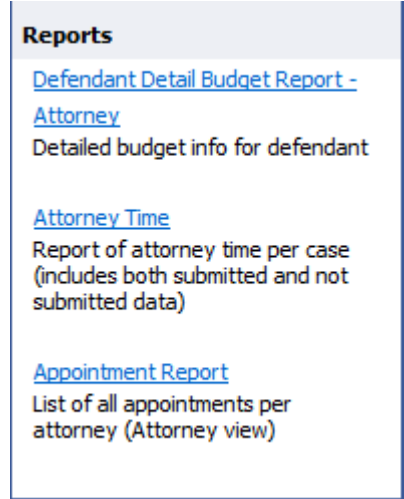 Reports
Defendant Detail Budget Report -
Attorney
Detailed budget info for defendant
Attorney Time
Report of attorney time per case
(includes both submitted and not
submitted data)
Appointment Report
List of all appointments per
attorney (Attorney view)